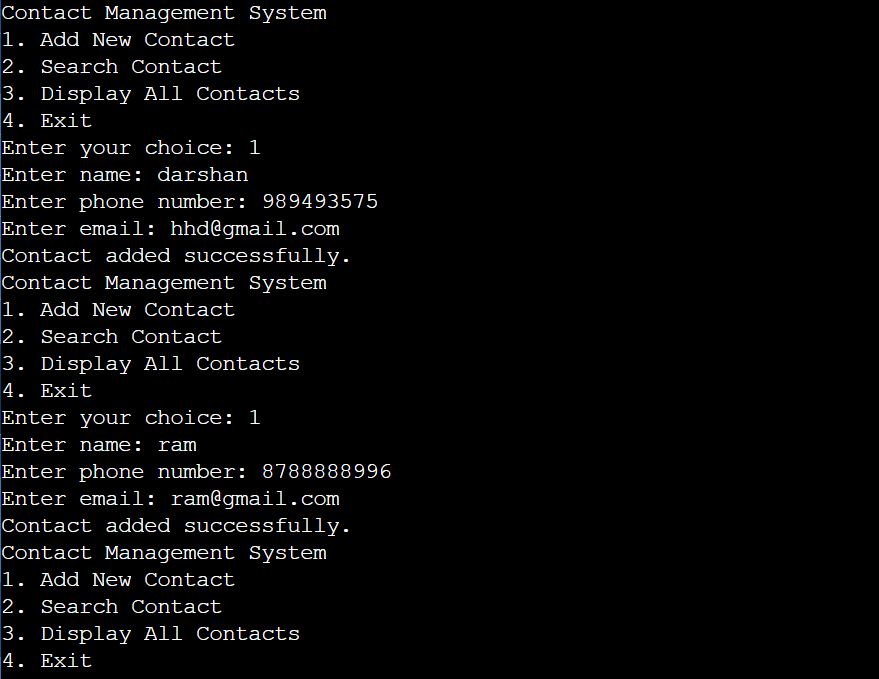 Contact Management System
1. Add New Contact
2. Search Contact
3. Display All Contacts
4. Exit
Enter your choice: 1
Enter name: darshan
Enter phone number: 989493575
Enter email: hhd@gmail.com
Contact added successfully.
Contact Management System
1. Add New Contact
2. Search Contact
3. Display All Contacts
4. Exit
Enter your choice: 1
Enter name: ram
Enter phone number: 8788888996
Enter email: ram@gmail.com
Contact added successfully.
Contact Management System
1. Add New Contact
2. Search Contact
3. Display All Contacts
4. Exit